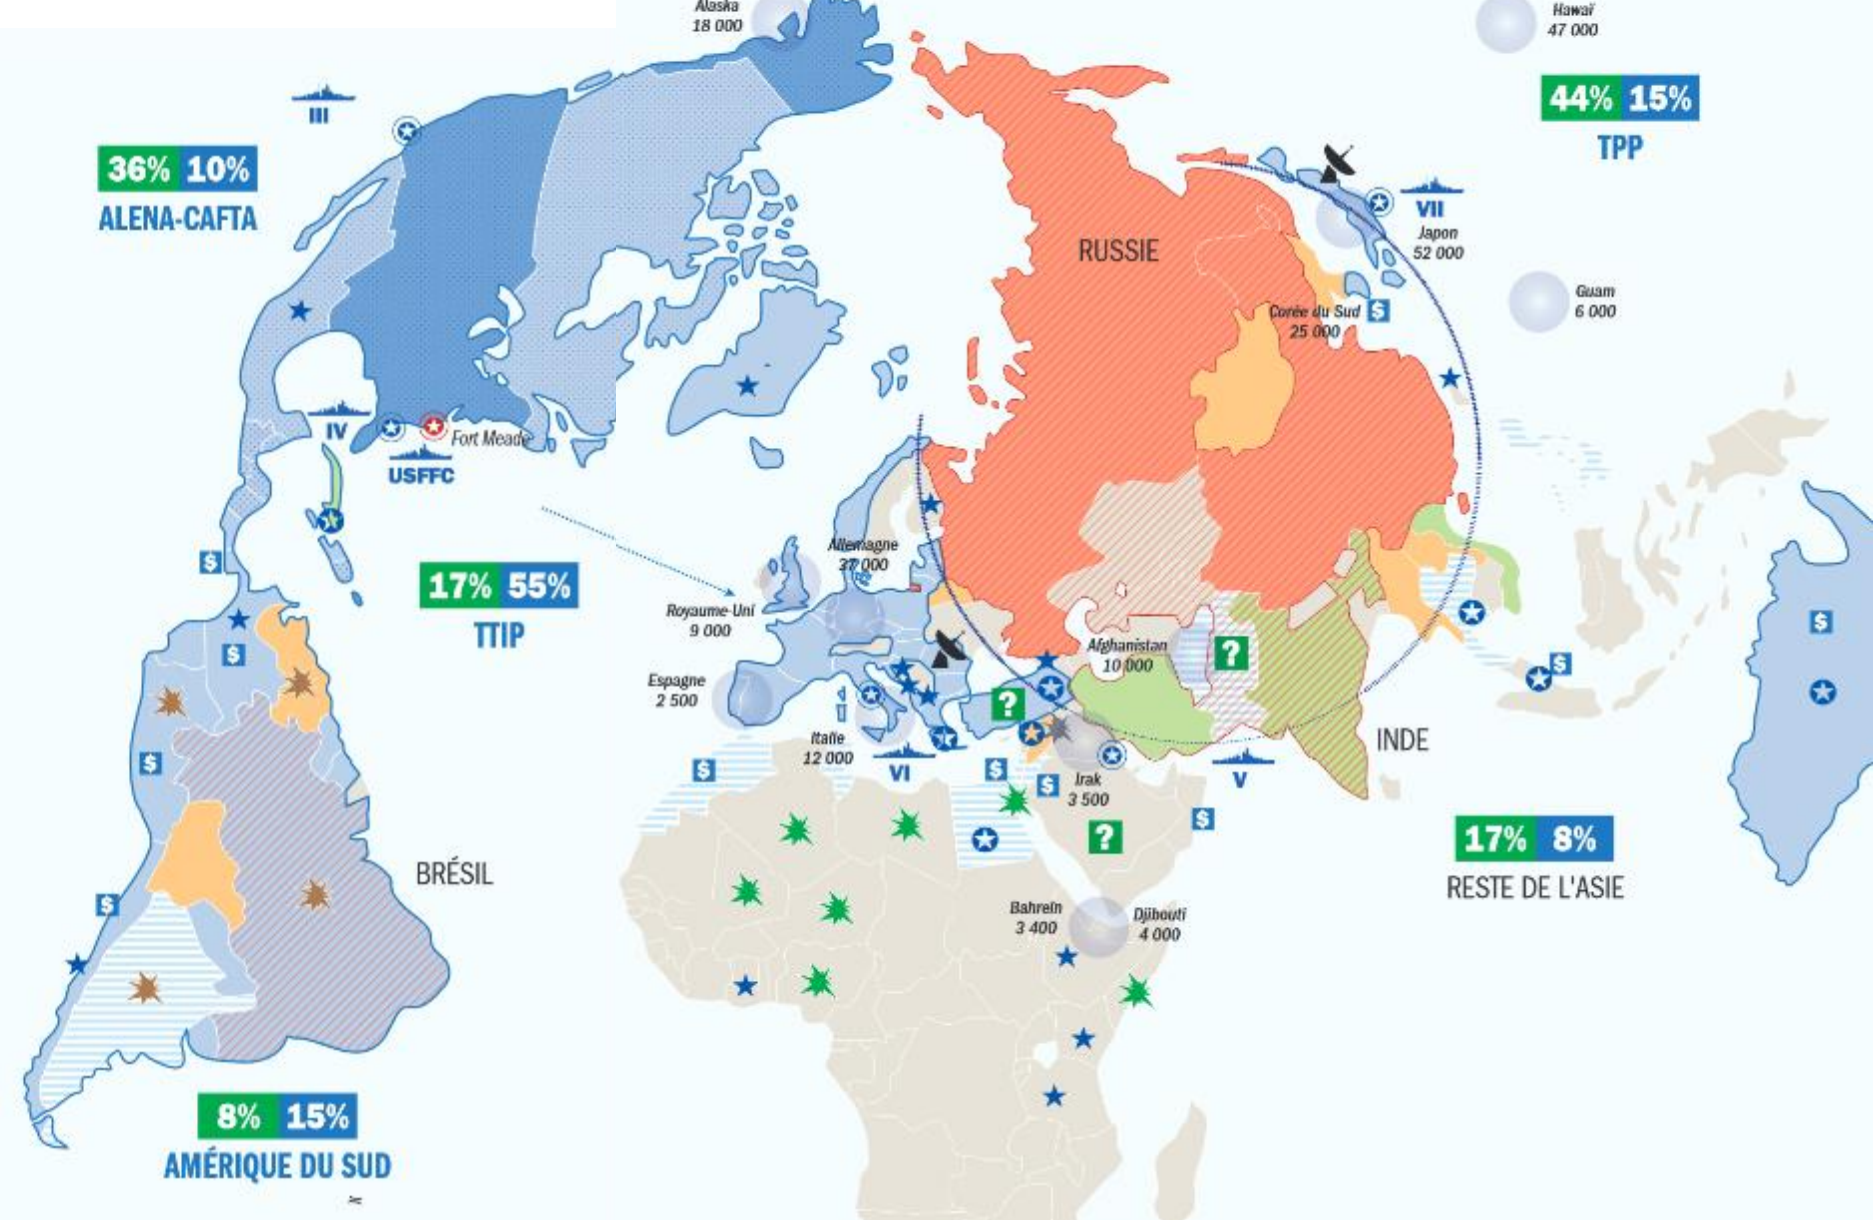 Alaska
18 000
Hawaï
47 000
III
44% 15%
TPP
36% 10%
ALENA-CAFTA
VII
Japon
52 000
RUSSIE
Guam
6 000
Corée du Sud $
25 000
IV
Fort Meade
USFFC
Allemagne
37 000
$
17% 55%
TTIP
Royaume-Uni
9 000
$
$
Afghanistan
10 000
?
$
Espagne
2 500
?
Italie
12 000
VI
INDE
$
$
$
$
Irak
3 500
V
$
?
17% 8%
RESTE DE L'ASIE
BRÉSIL
$
Bahreïn
3 400
Djibouti
4 000
8% 15%
AMÉRIQUE DU SUD